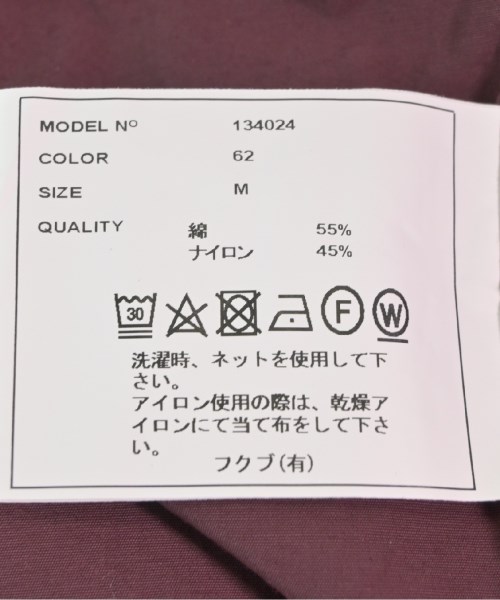 MODEL Nº 134024
COLOR 62
SIZE M
QUALITY 綿 55%
ナイロン 45%
30 F W
洗濯時、ネットを使用して下
さい。
アイロン使用の際は、乾燥ア
イロンにて当て布をして下さ
い。
フクブ(有)